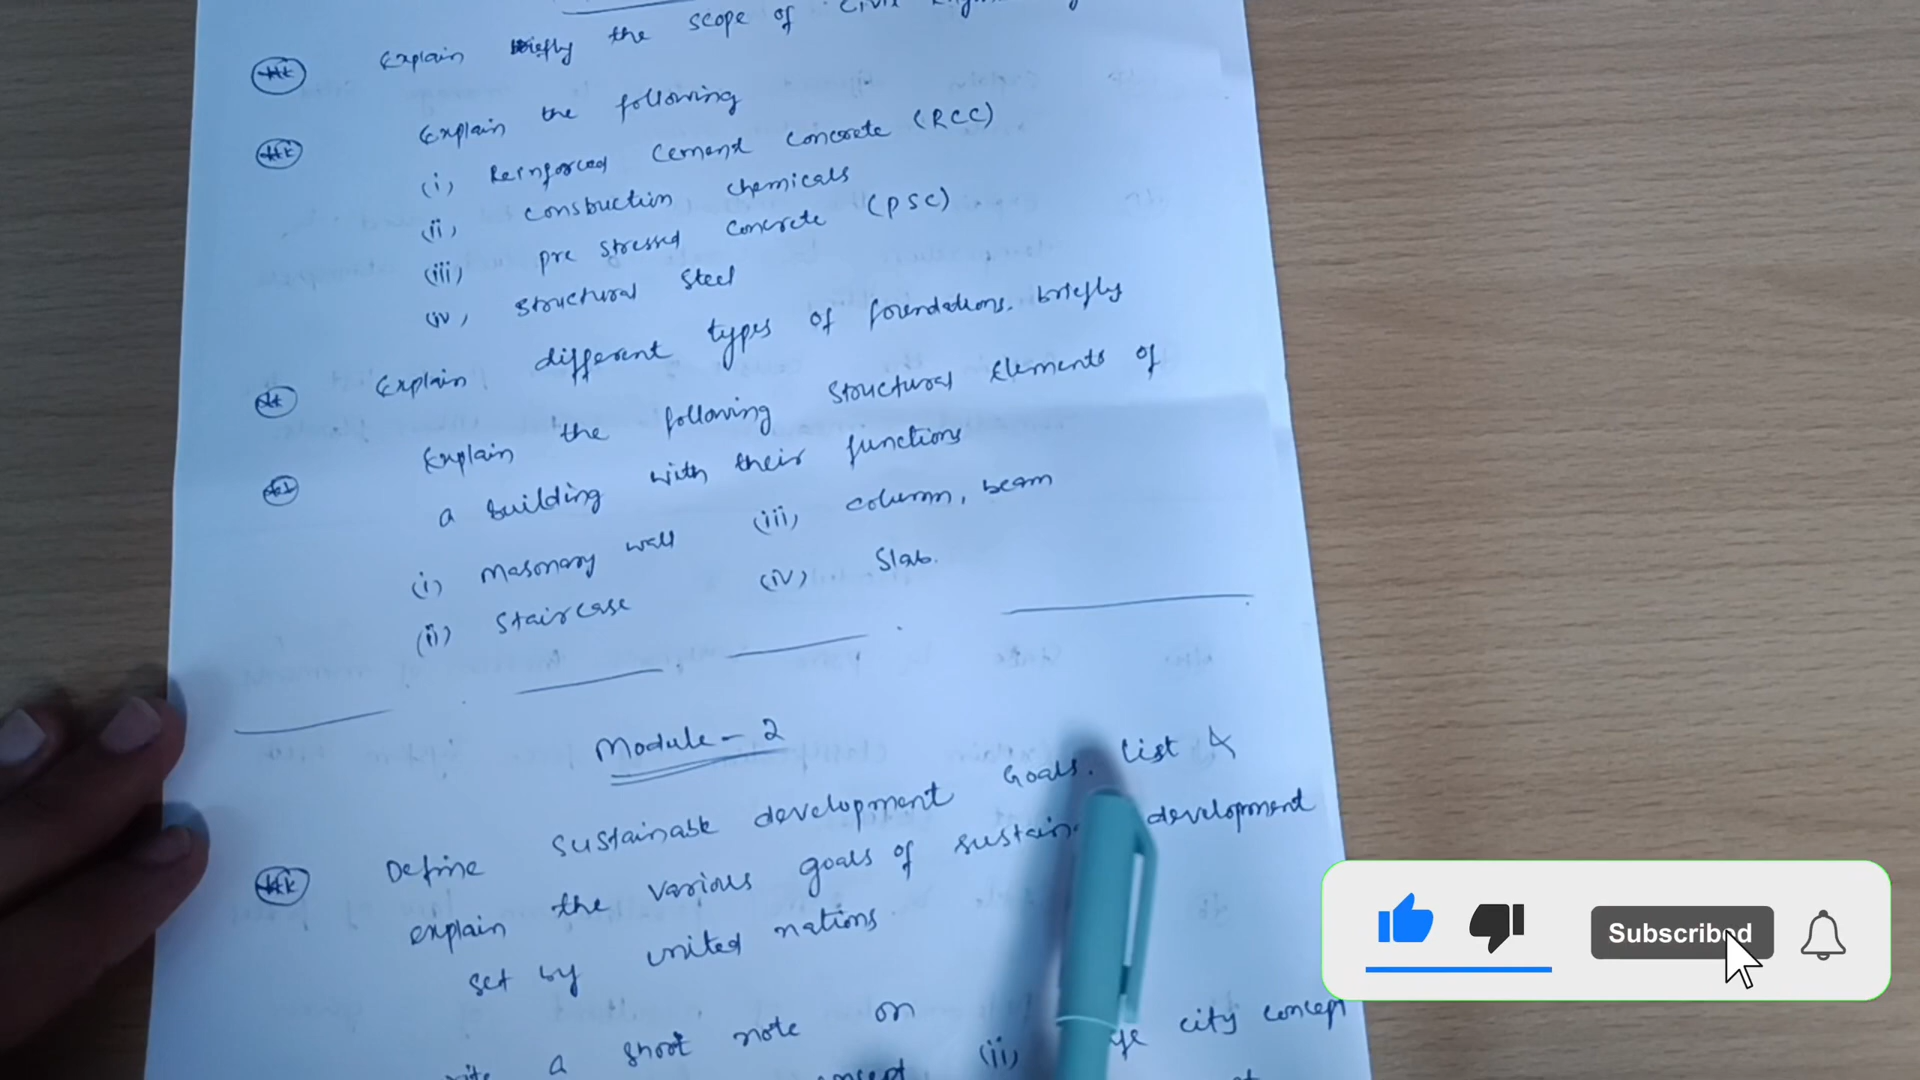 *** Explain briefly the scope of Civil
*** Explain the following
(i) Reinforced Cement Concrete (RCC)
(ii) Construction chemicals
(iii) pre stressed concrete (PSC)
(iv) structural steel
** Explain different types of foundations. briefly
** Explain the following structural elements of
a building with their functions
(i) Masonary wall (iii) column, beam
(ii) Staircase (iv) Slab.
Module - 2
*** Define sustainable development Goals. List &
explain the various goals of sustain development
set by united nations
a short note on
(ii) city concept
Subscribed